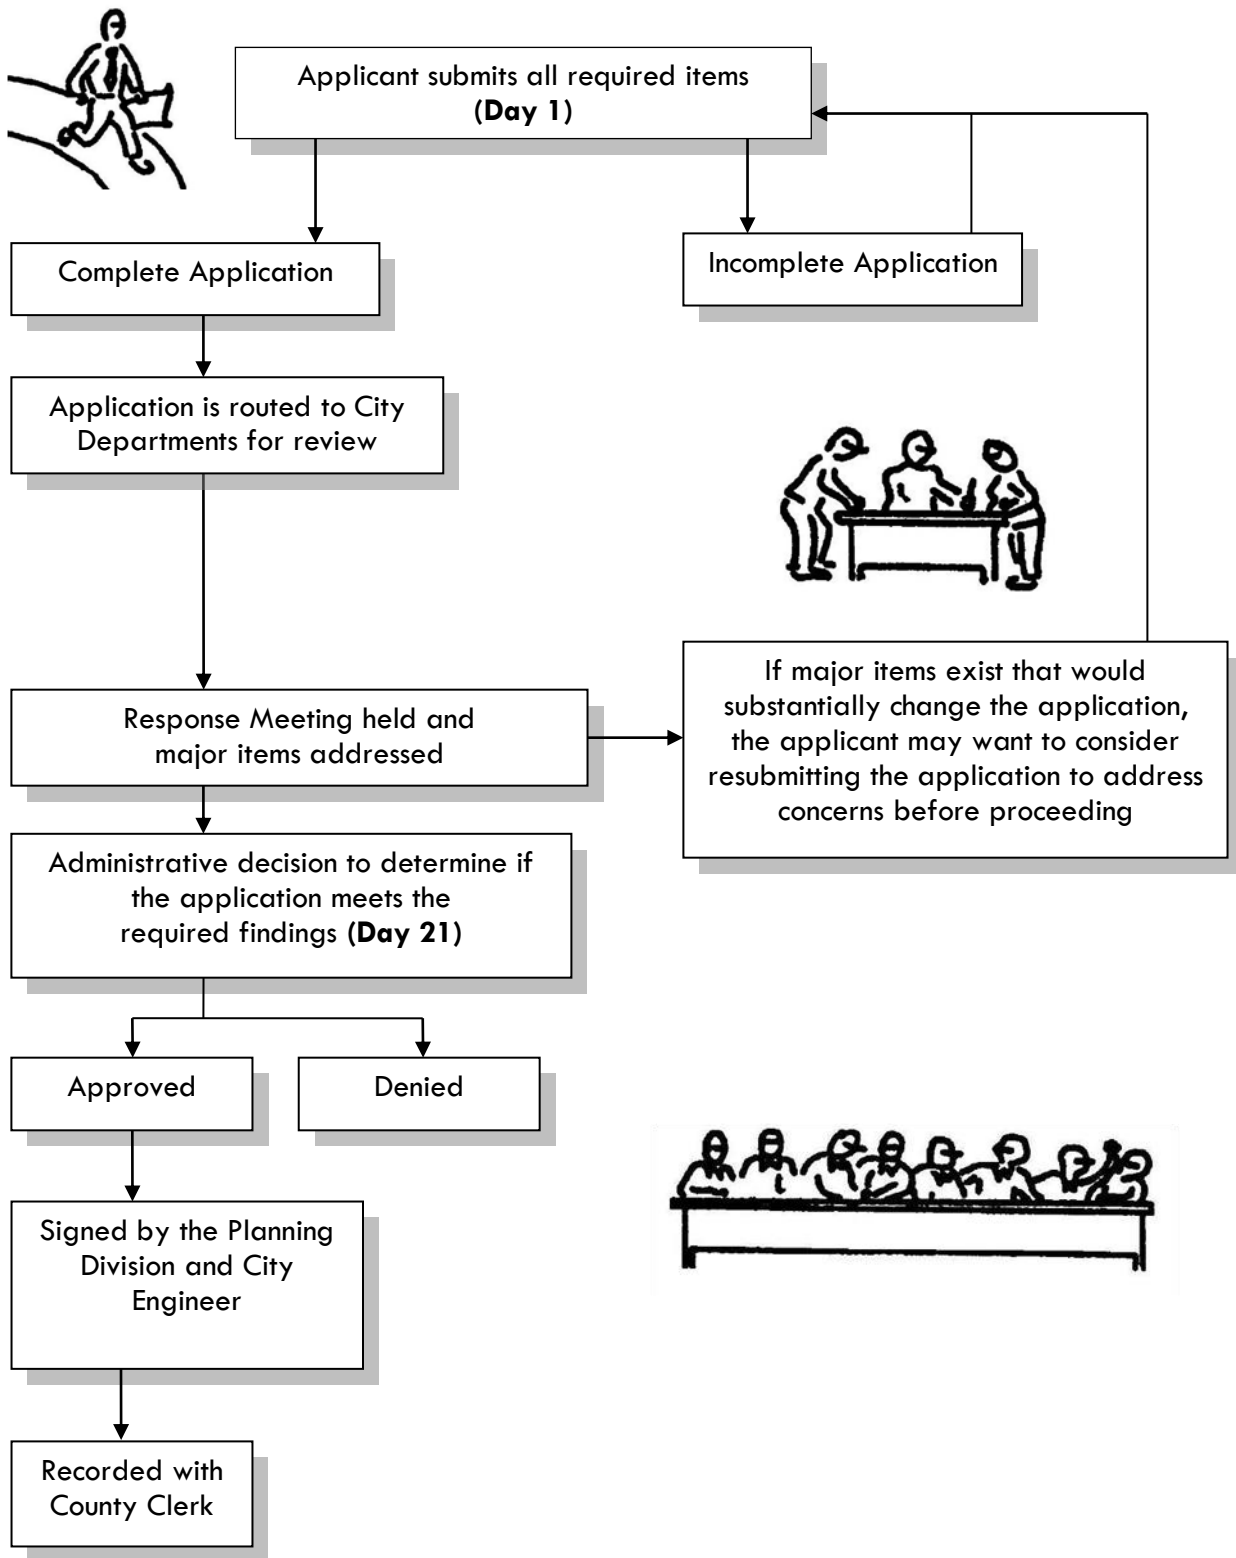 Applicant submits all required items
(Day 1)
Complete Application
Incomplete Application
Application is routed to City
Departments for review
Response Meeting held and
major items addressed
If major items exist that would
substantially change the application,
the applicant may want to consider
resubmitting the application to address
concerns before proceeding
Administrative decision to determine if
the application meets the
required findings (Day 21)
Approved
Denied
Signed by the Planning
Division and City
Engineer
Recorded with
County Clerk